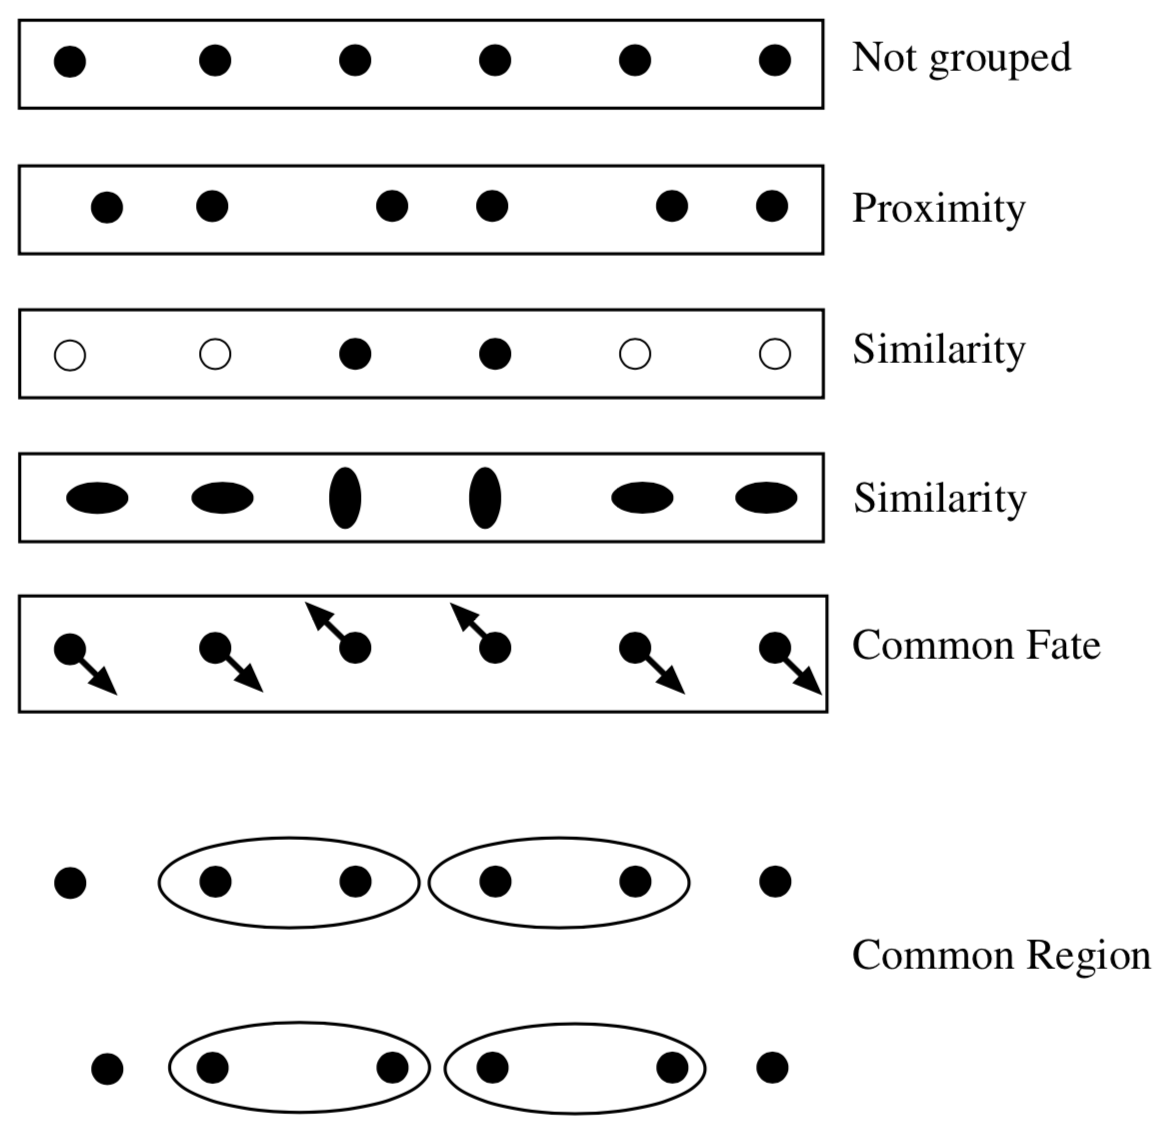 Not grouped
Proximity
Similarity
Similarity
Common Fate
Common Region